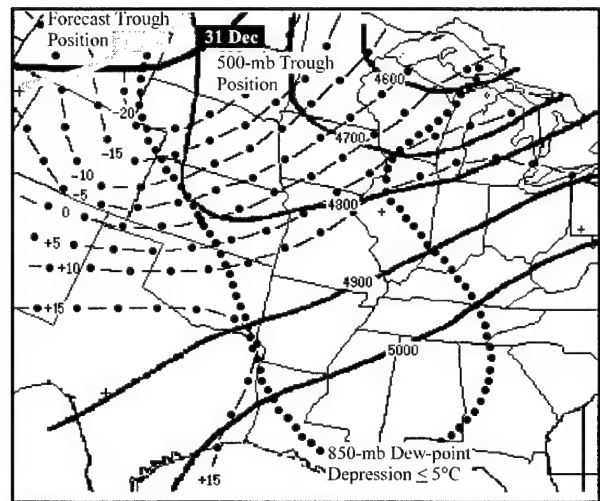 Forecast Trough
Position
31 Dec
500-mb Trough
Position
4600
-20
4700
-15
-10
-5
4800
0
+5
+10
4900
+15
5000
850-mb Dew-point
Depression ≤ 5°C
+15